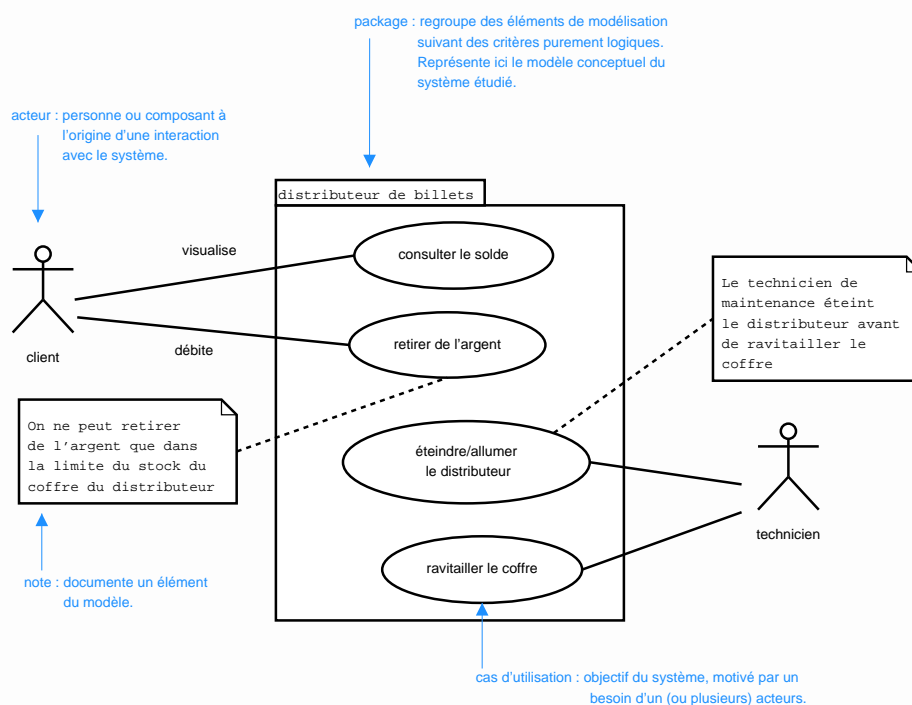 package : regroupe des éléments de modélisation
suivant des critères purement logiques.
Représente ici le modèle conceptuel du
système étudié.
acteur : personne ou composant à
l'origine d'une interaction
avec le système.
distributeur de billets
visualise
consulter le solde
client
débite
retirer de l'argent
Le technicien de
maintenance éteint
le distributeur avant
de ravitailler le
coffre
On ne peut retirer
de l'argent que dans
la limite du stock du
coffre du distributeur
éteindre/allumer
le distributeur
technicien
ravitailler le coffre
note : documente un élément
du modèle.
cas d'utilisation : objectif du système, motivé par un
besoin d'un (ou plusieurs) acteurs.